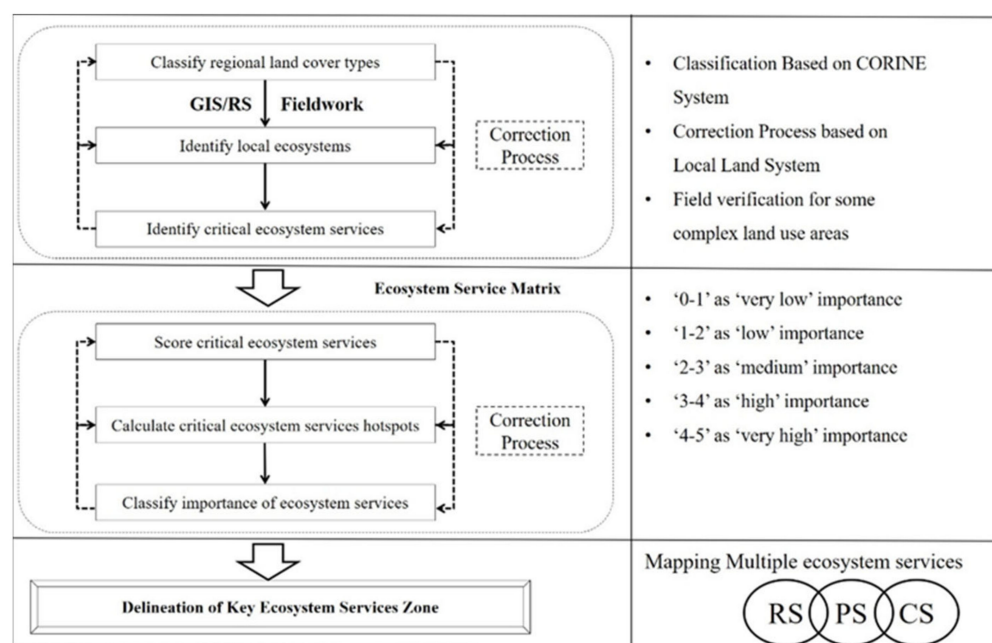 Classify regional land cover types
GIS/RS Fieldwork
Identify local ecosystems
Correction
Process
Identify critical ecosystem services
• Classification Based on CORINE
System
• Correction Process based on
Local Land System
• Field verification for some
complex land use areas
Ecosystem Service Matrix
Score critical ecosystem services
Calculate critical ecosystem services hotspots
Correction
Process
Classify importance of ecosystem services
• '0-1' as 'very low' importance
• '1-2' as 'low' importance
• '2-3' as 'medium' importance
• '3-4' as 'high' importance
• '4-5' as 'very high' importance
Delineation of Key Ecosystem Services Zone
Mapping Multiple ecosystem services
RS PS CS